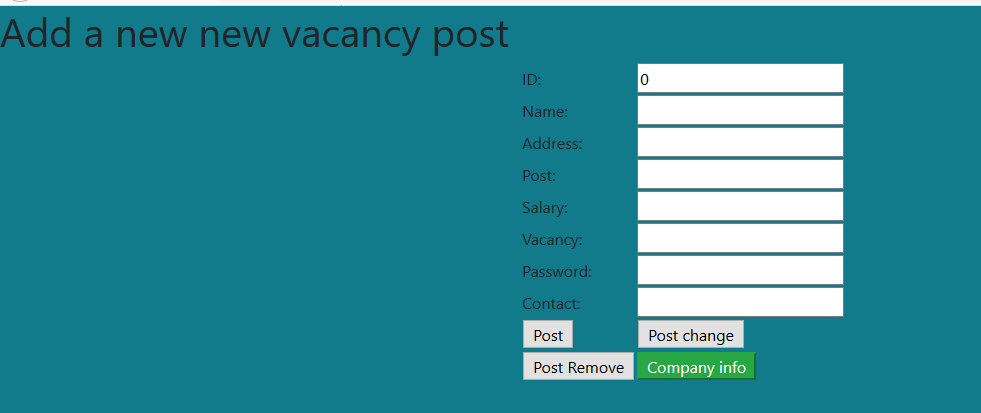 Add a new new vacancy post
ID: 0
Name:
Address:
Post:
Salary:
Vacancy:
Password:
Contact:
Post Post change
Post Remove Company info